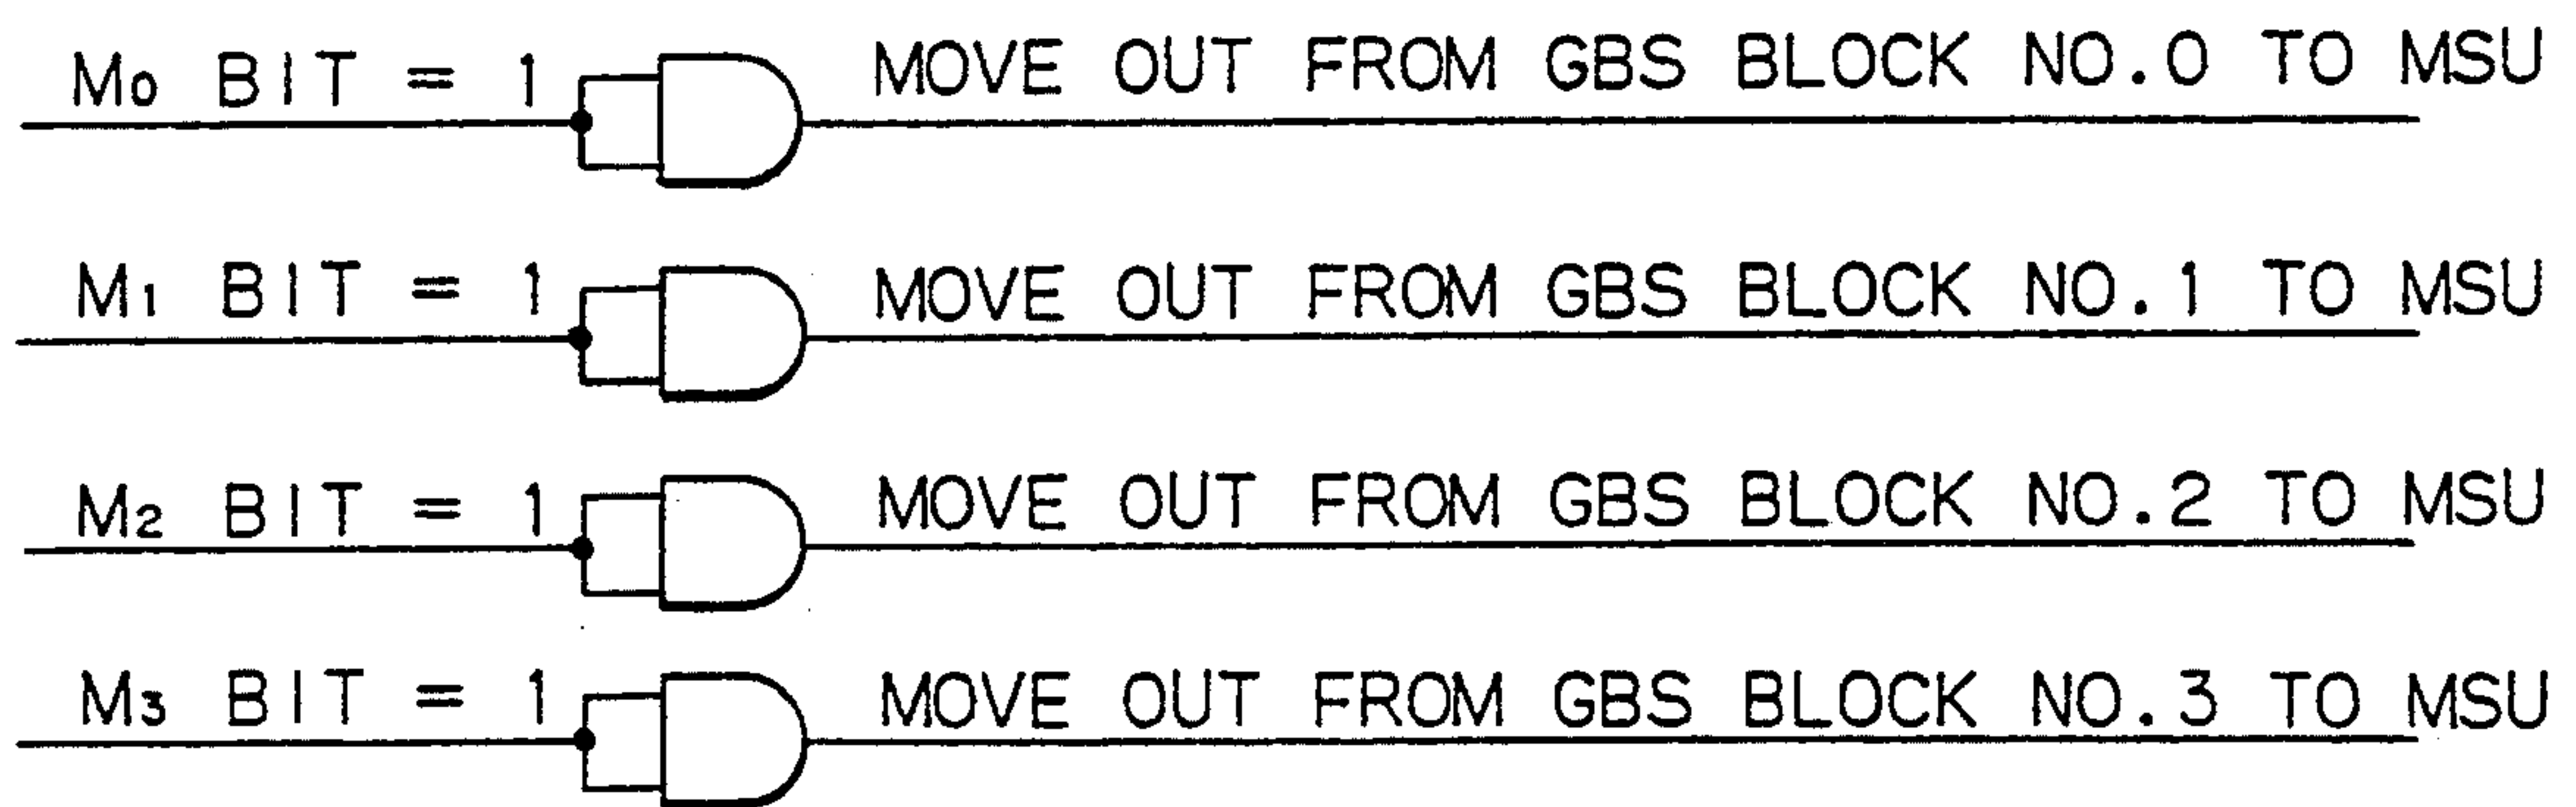 M0 BIT = 1 MOVE OUT FROM GBS BLOCK NO.0 TO MSU
M1 BIT = 1 MOVE OUT FROM GBS BLOCK NO.1 TO MSU
M2 BIT = 1 MOVE OUT FROM GBS BLOCK NO.2 TO MSU
M3 BIT = 1 MOVE OUT FROM GBS BLOCK NO.3 TO MSU